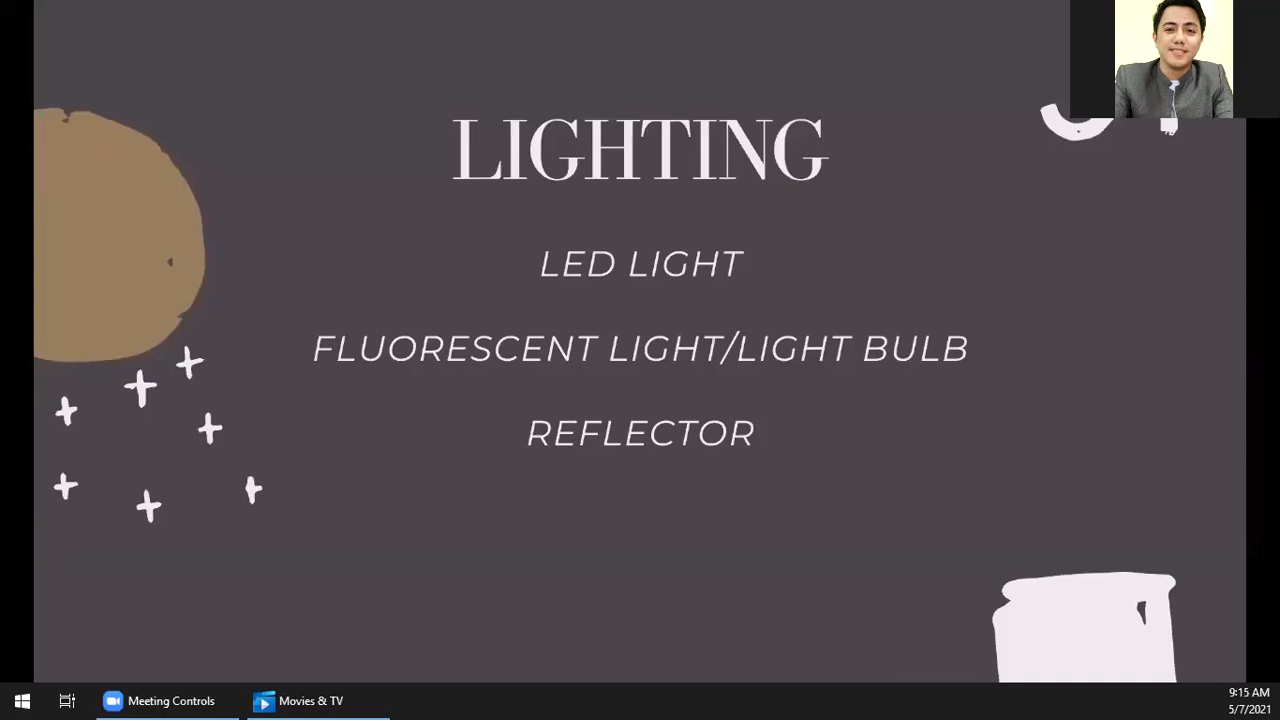 LIGHTING
LED LIGHT
FLUORESCENT LIGHT/LIGHT BULB
REFLECTOR
Meeting Controls
Movies & TV
9:15 AM
5/7/2021